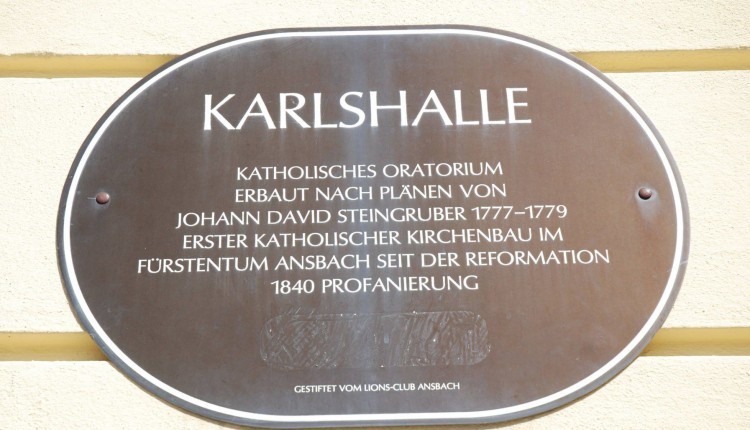 KARLSHALLE
KATHOLISCHES ORATORIUM
ERBAUT NACH PLÄNEN VON
JOHANN DAVID STEINGRUBER 1777–1779
ERSTER KATHOLISCHER KIRCHENBAU IM
FÜRSTENTUM ANSBACH SEIT DER REFORMATION
1840 PROFANIERUNG
GESTIFTET VOM LIONS-CLUB ANSBACH